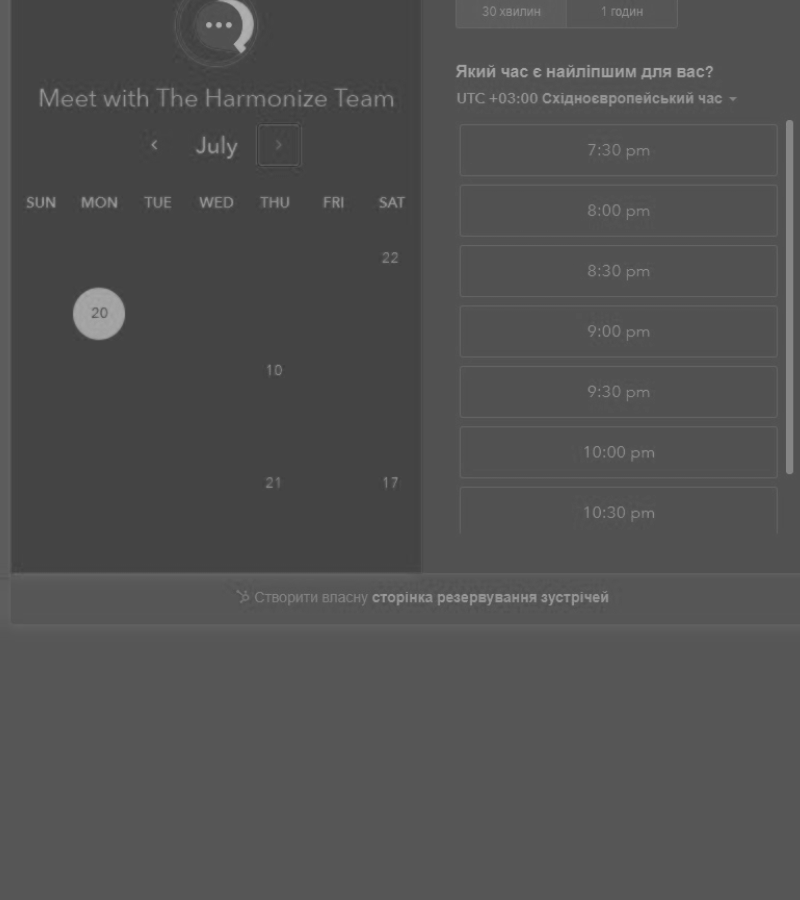 30 хвилин
1 годин
Meet with The Harmonize Team
July
SUN MON TUE WED THU FRI SAT
22
20
10
21 17
Який час є найліпшим для вас?
UTC +03:00 Східноєвропейський час
7:30 pm
8:00 pm
8:30 pm
9:00 pm
9:30 pm
10:00 pm
10:30 pm
Створити власну сторінка резервування зустрічей